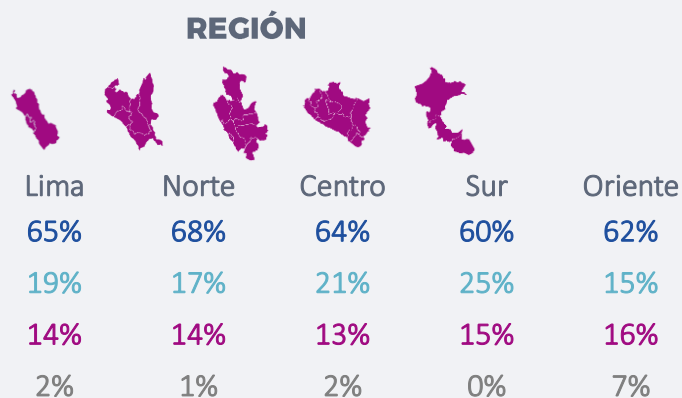 REGIÓN
Lima Norte Centro Sur Oriente
65% 68% 64% 60% 62%
19% 17% 21% 25% 15%
14% 14% 13% 15% 16%
2% 1% 2% 0% 7%